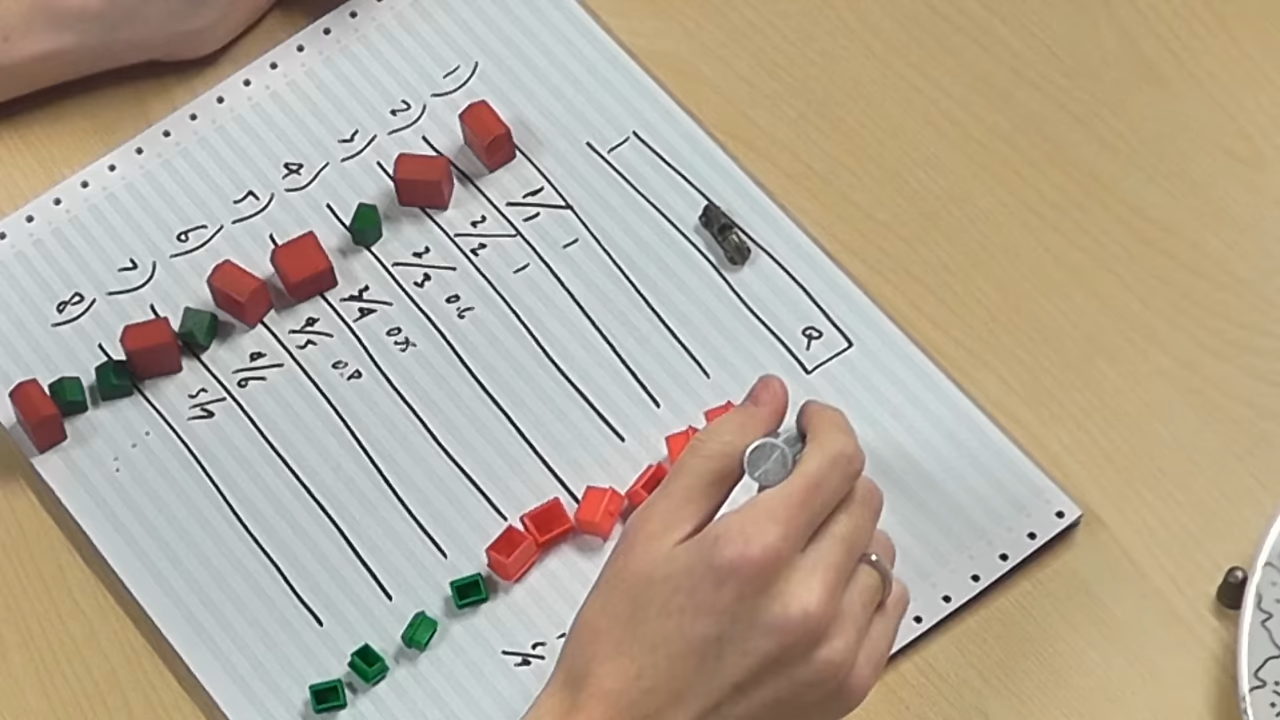 1) 1/1 1
2) 2/2 1
3) 2/3 0.6
4) 3/4 0.75
5) 4/5 0.8
6) 4/6
7) 5/7
8)
Q